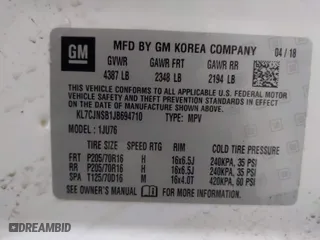 GM
MFD BY GM KOREA COMPANY
04 / 18
GVWR GAWR FRT GAWR RR
4387 LB 2348 LB 2194 LB
THIS VEHICLE CONFORMS TO ALL APPLICABLE U.S. FEDERAL MOTOR
VEHICLE SAFETY, BUMPER, AND THEFT PREVENTION STANDARDS IN
EFFECT ON THE DATE OF MANUFACTURE SHOWN ABOVE.
KL7CJNSB1JB694710 TYPE: MPV
MODEL: 1JU76
TIRE SIZE SPEED RTG RIM COLD TIRE PRESSURE
FRT P205/70R16 H 16x6.5J 240KPA, 35 PSI
RR P205/70R16 H 16x6.5J 240KPA, 35 PSI
SPA T125/70D16 M 16x4.0T 420KPA, 60 PSI
SEE OWNER'S MANUAL FOR MORE INFORMATION.
DREAMBID